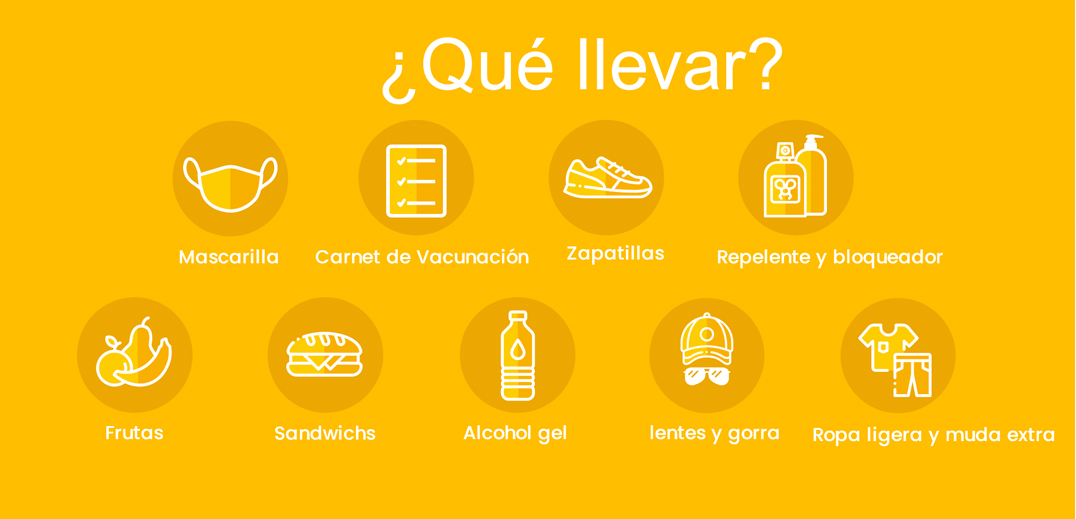 ¿Qué llevar?
Mascarilla
Carnet de Vacunación
Zapatillas
Repelente y bloqueador
Frutas
Sandwichs
Alcohol gel
lentes y gorra
Ropa ligera y muda extra